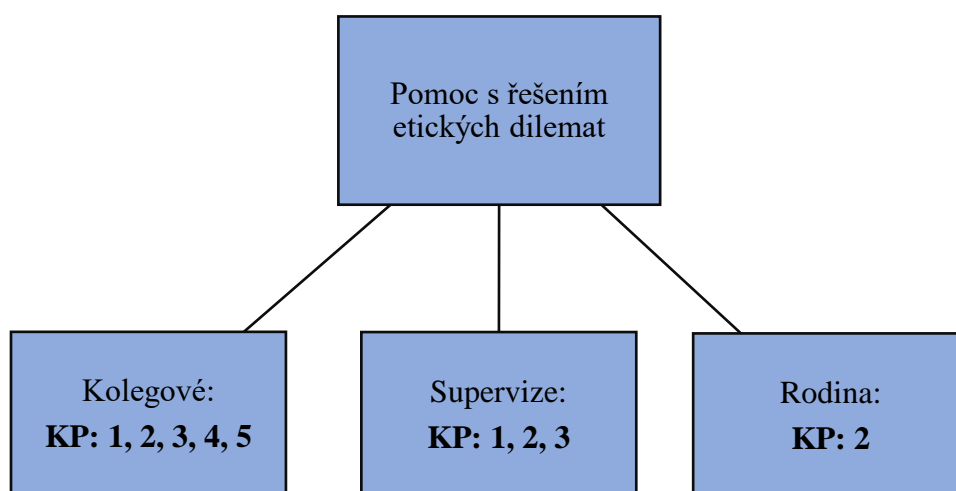 Pomoc s řešením
etických dilemat
Kolegové:
KP: 1, 2, 3, 4, 5
Supervize:
KP: 1, 2, 3
Rodina:
KP: 2